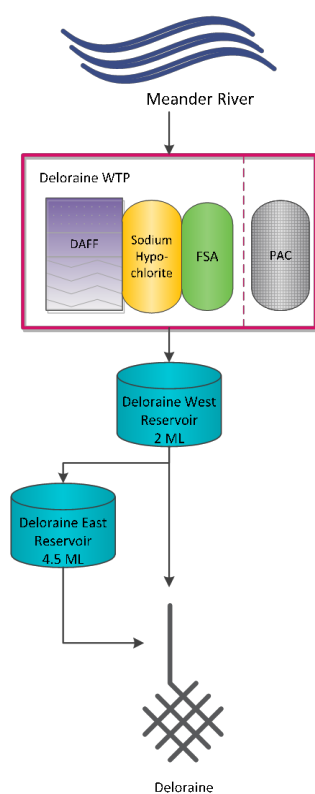 Meander River
Deloraine WTP
DAFF
Sodium
Hypo-
chlorite
FSA
PAC
Deloraine West
Reservoir
2 ML
Deloraine East
Reservoir
4.5 ML
Deloraine